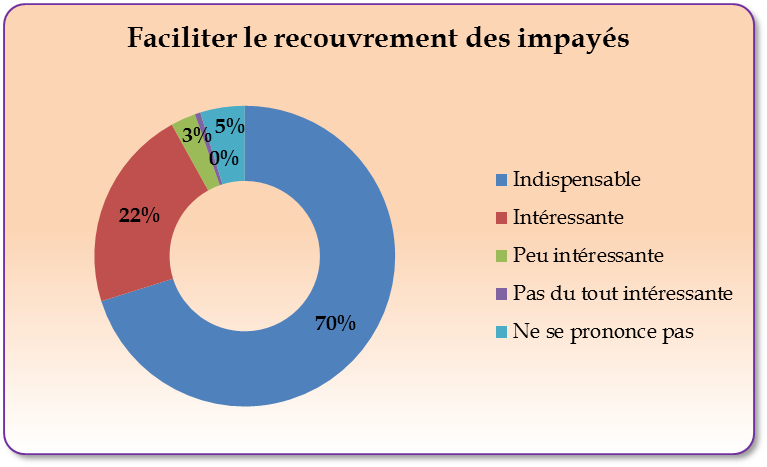 Faciliter le recouvrement des impayés
5%
3%
0%
22%
70%
Indispensable
Intéressante
Peu intéressante
Pas du tout intéressante
Ne se prononce pas